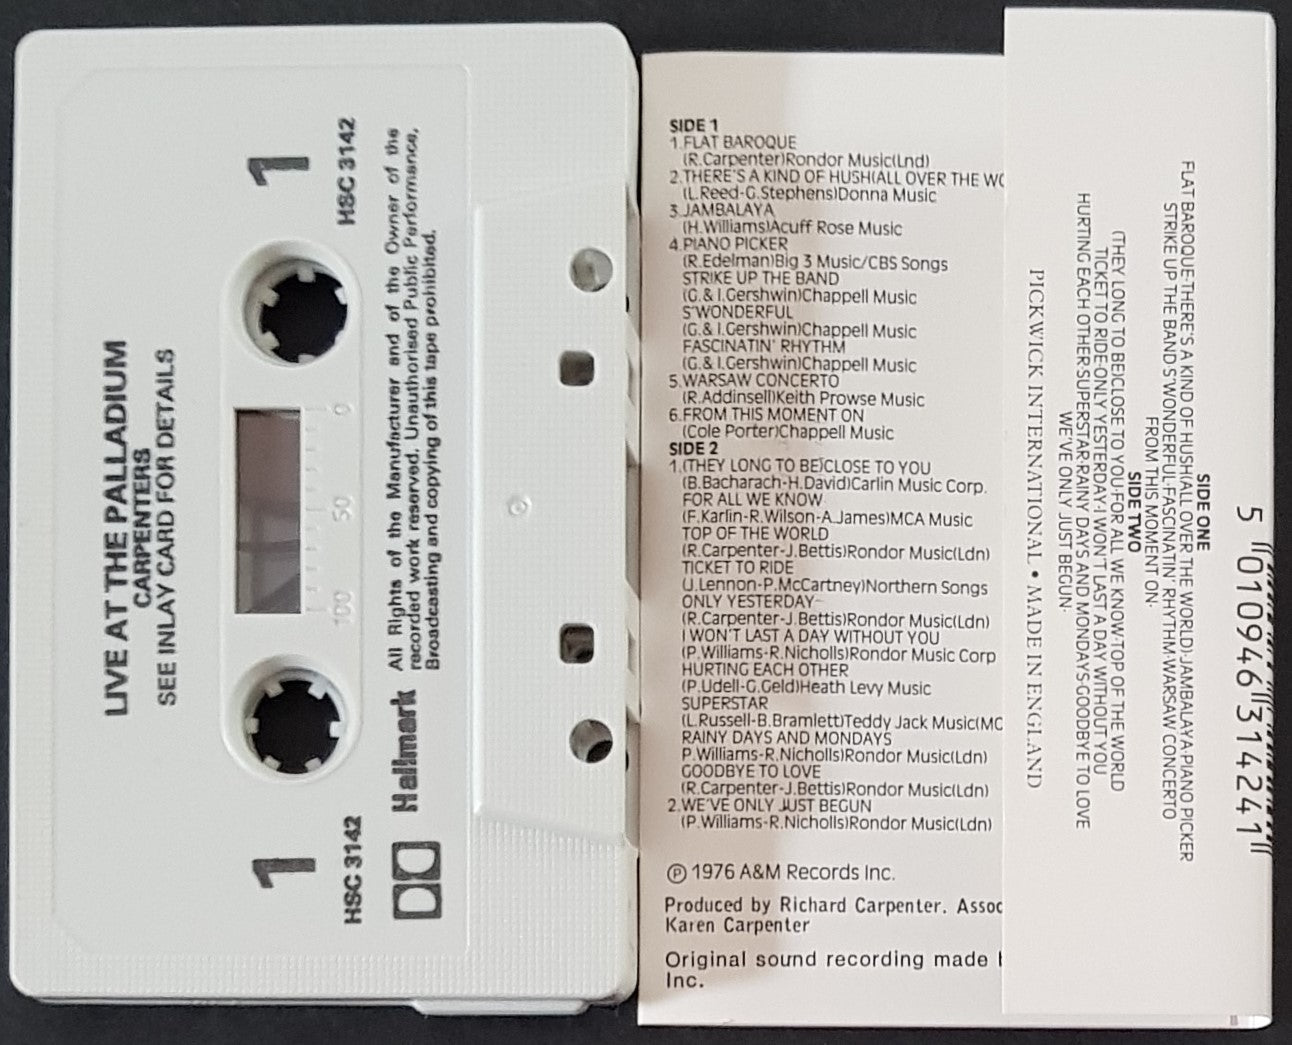 LIVE AT THE PALLADIUM
CARPENTERS
SEE INLAY CARD FOR DETAILS
1
1
HSC 3142
HSC 3142
0
50
100
Hallmark
All Rights of the Manufacturer and of the Owner of the
recorded work reserved. Unauthorised Public Performance,
Broadcasting and copying of this tape prohibited.
SIDE 1
1.FLAT BAROQUE
(R.Carpenter)Rondor Music(Lnd)
2.THERE'S A KIND OF HUSH(ALL OVER THE
(L.Reed-G.Stephens)Donna Music
3.JAMBALAYA
(H.Williams)Acuff Rose Music
4.PIANO PICKER
(R.Edelman)Big 3 Music/CBS Songs
STRIKE UP THE BAND
(G.& I.Gershwin)Chappell Music
S'WONDERFUL
(G.& I.Gershwin)Chappell Music
FASCINATIN' RHYTHM
(G.& I.Gershwin)Chappell Music
5.WARSAW CONCERTO
(R.Addinsell)Keith Prowse Music
6.FROM THIS MOMENT ON
(Cole Porter)Chappell Music
SIDE 2
1.(THEY LONG TO BE)CLOSE TO YOU
(B.Bacharach-H.David)Carlin Music Corp.
FOR ALL WE KNOW
(F.Karlin-R.Wilson-A.James)MCA Music
TOP OF THE WORLD
(R.Carpenter-J.Bettis)Rondor Music(Ldn)
TICKET TO RIDE
(J.Lennon-P.McCartney)Northern Songs
ONLY YESTERDAY
(R.Carpenter-J.Bettis)Rondor Music(Ldn)
I WON'T LAST A DAY WITHOUT YOU
(P.Williams-R.Nicholls)Rondor Music Corp
HURTING EACH OTHER
(P.Udell-G.Geld)Heath Levy Music
SUPERSTAR
(L.Russell-B.Bramlett)Teddy Jack Music(MC
RAINY DAYS AND MONDAYS
P.Williams-R.Nicholls)Rondor Music(Ldn)
GOODBYE TO LOVE
(R.Carpenter-J.Bettis)Rondor Music(Ldn)
2.WE'VE ONLY JUST BEGUN
(P.Williams-R.Nicholls)Rondor Music(Ldn)
℗ 1976 A&M Records Inc.
Produced by Richard Carpenter. Assoc
Karen Carpenter
Original sound recording made
Inc.
SIDE ONE
FLAT BAROQUE·THERE'S A KIND OF HUSH(ALL OVER THE WORLD)·JAMBALAYA·PIANO PICKER
STRIKE UP THE BAND·S'WONDERFUL·FASCINATIN' RHYTHM·WARSAW CONCERTO
FROM THIS MOMENT ON·
SIDE TWO
(THEY LONG TO BE)CLOSE TO YOU·FOR ALL WE KNOW·TOP OF THE WORLD
TICKET TO RIDE·ONLY YESTERDAY·I WON'T LAST A DAY WITHOUT YOU
HURTING EACH OTHER·SUPERSTAR·RAINY DAYS AND MONDAYS·GOODBYE TO LOVE
WE'VE ONLY JUST BEGUN·
PICKWICK INTERNATIONAL • MADE IN ENGLAND
5 010946 314241